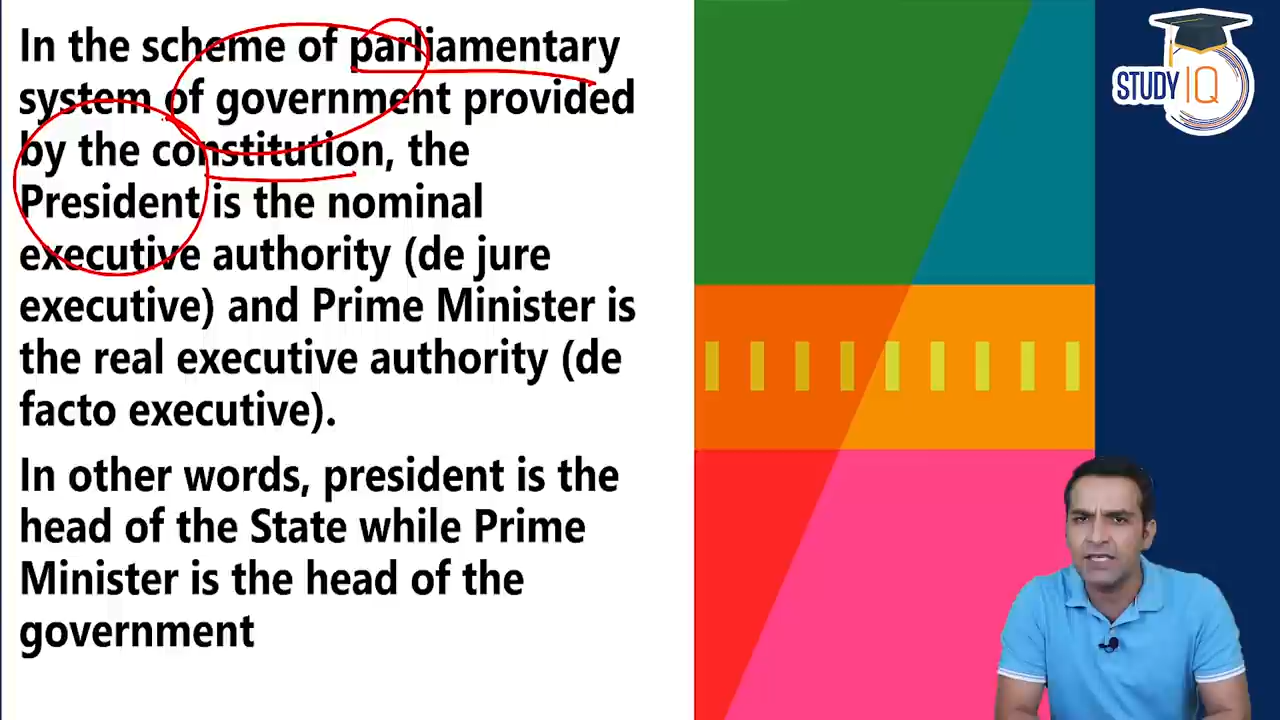 In the scheme of parliamentary
system of government provided
by the constitution, the
President is the nominal
executive authority (de jure
executive) and Prime Minister is
the real executive authority (de
facto executive).
In other words, president is the
head of the State while Prime
Minister is the head of the
government
STUDY IQ